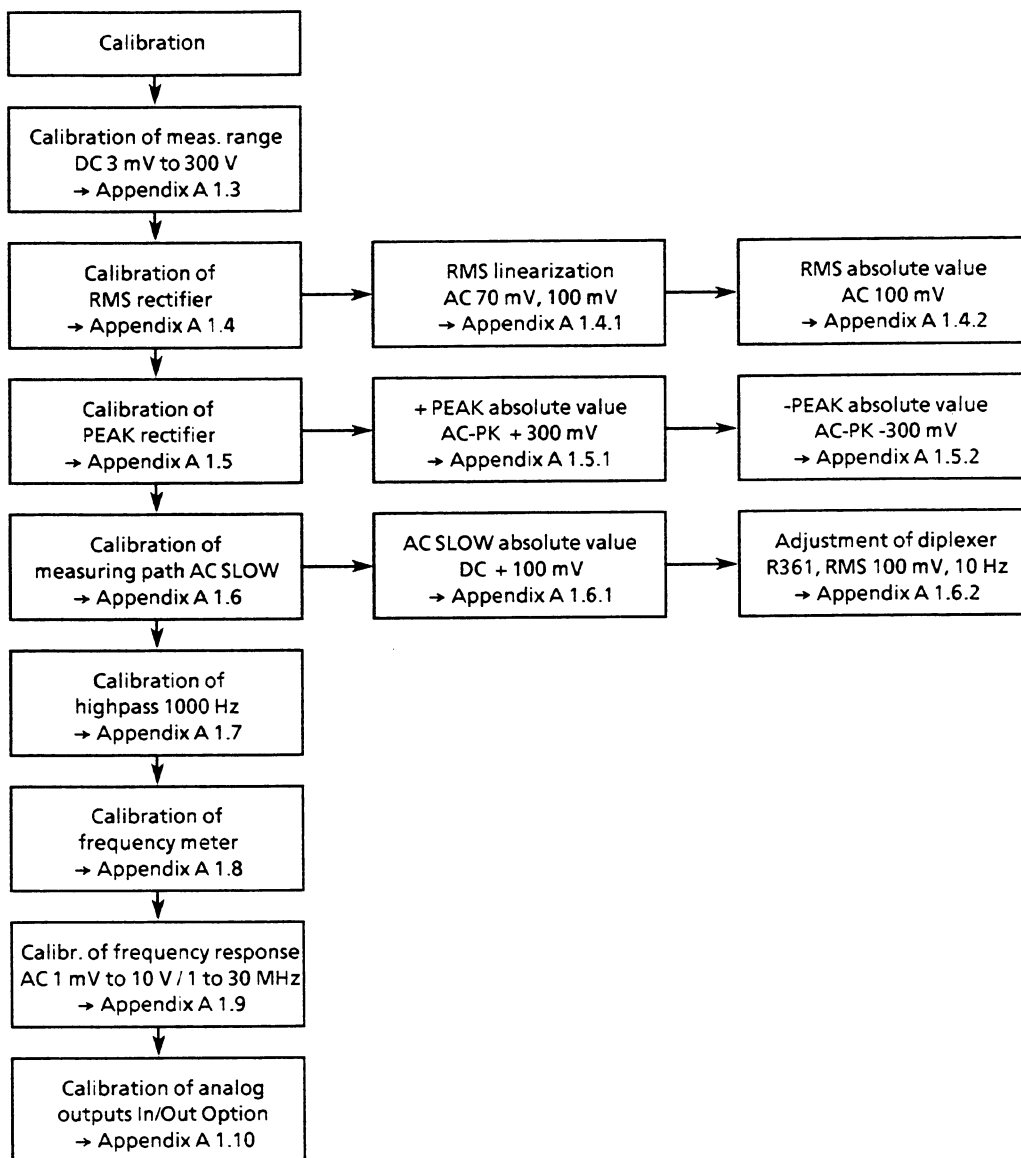 Calibration
Calibration of meas. range
DC 3 mV to 300 V
→ Appendix A 1.3
Calibration of
RMS rectifier
→ Appendix A 1.4
RMS linearization
AC 70 mV, 100 mV
→ Appendix A 1.4.1
RMS absolute value
AC 100 mV
→ Appendix A 1.4.2
Calibration of
PEAK rectifier
→ Appendix A 1.5
+ PEAK absolute value
AC-PK + 300 mV
→ Appendix A 1.5.1
-PEAK absolute value
AC-PK -300 mV
→ Appendix A 1.5.2
Calibration of
measuring path AC SLOW
→ Appendix A 1.6
AC SLOW absolute value
DC + 100 mV
→ Appendix A 1.6.1
Adjustment of diplexer
R361, RMS 100 mV, 10 Hz
→ Appendix A 1.6.2
Calibration of
highpass 1000 Hz
→ Appendix A 1.7
Calibration of
frequency meter
→ Appendix A 1.8
Calibr. of frequency response
AC 1 mV to 10 V / 1 to 30 MHz
→ Appendix A 1.9
Calibration of analog
outputs In/Out Option
→ Appendix A 1.10